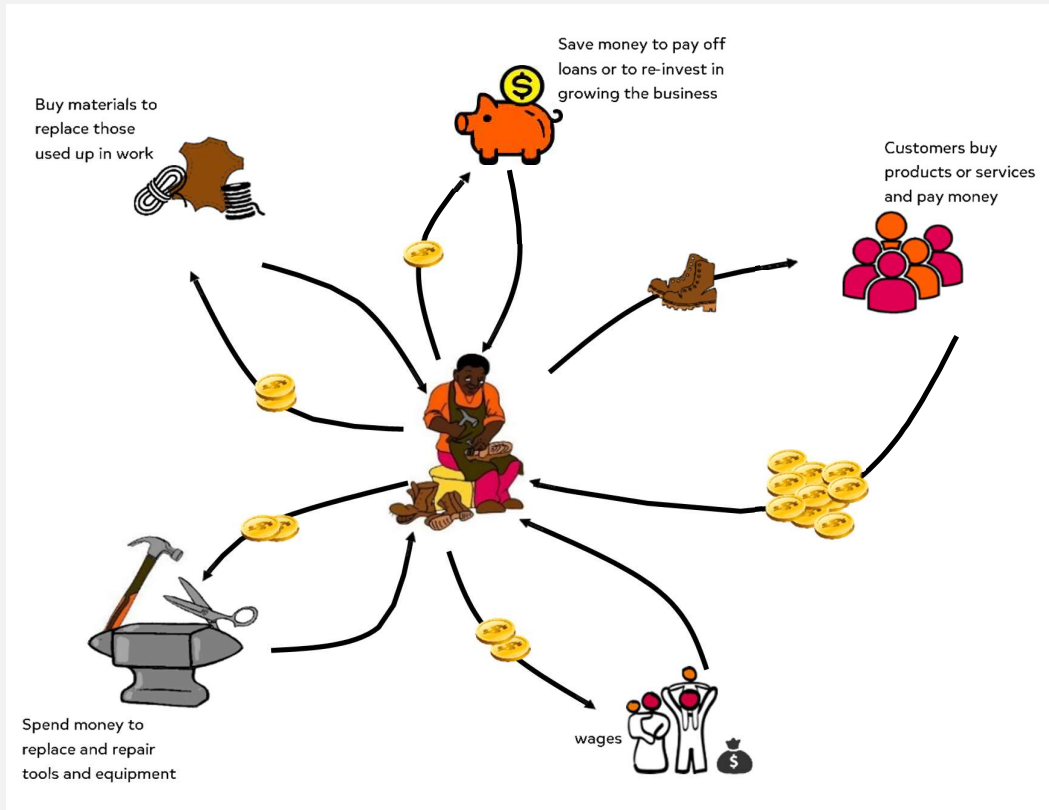 Save money to pay off
loans or to re-invest in
growing the business
$
Buy materials to
replace those
used up in work
Customers buy
products or services
and pay money
Spend money to
replace and repair
tools and equipment
wages
$